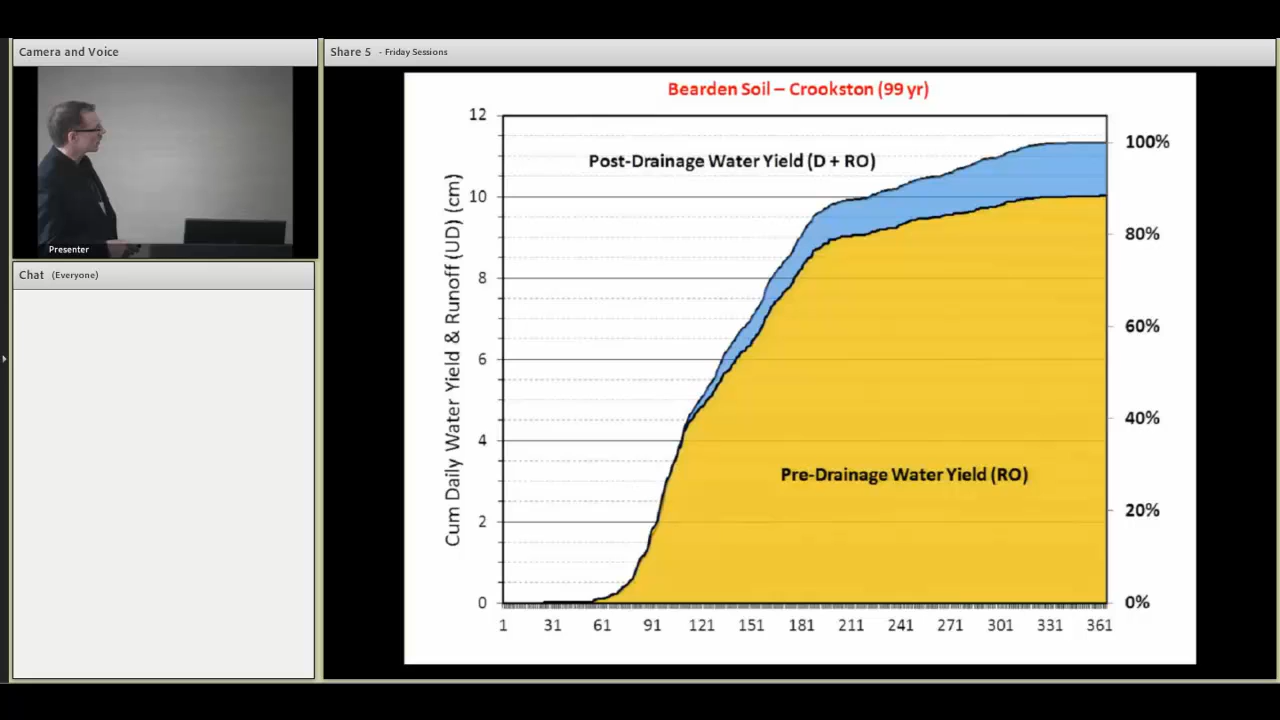 Camera and Voice
Presenter
Chat (Everyone)
Share 5 - Friday Sessions
Bearden Soil – Crookston (99 yr)
Cum Daily Water Yield & Runoff (UD) (cm)
12
10
8
6
4
2
0
Post-Drainage Water Yield (D + RO)
Pre-Drainage Water Yield (RO)
100%
80%
60%
40%
20%
0%
1 31 61 91 121 151 181 211 241 271 301 331 361